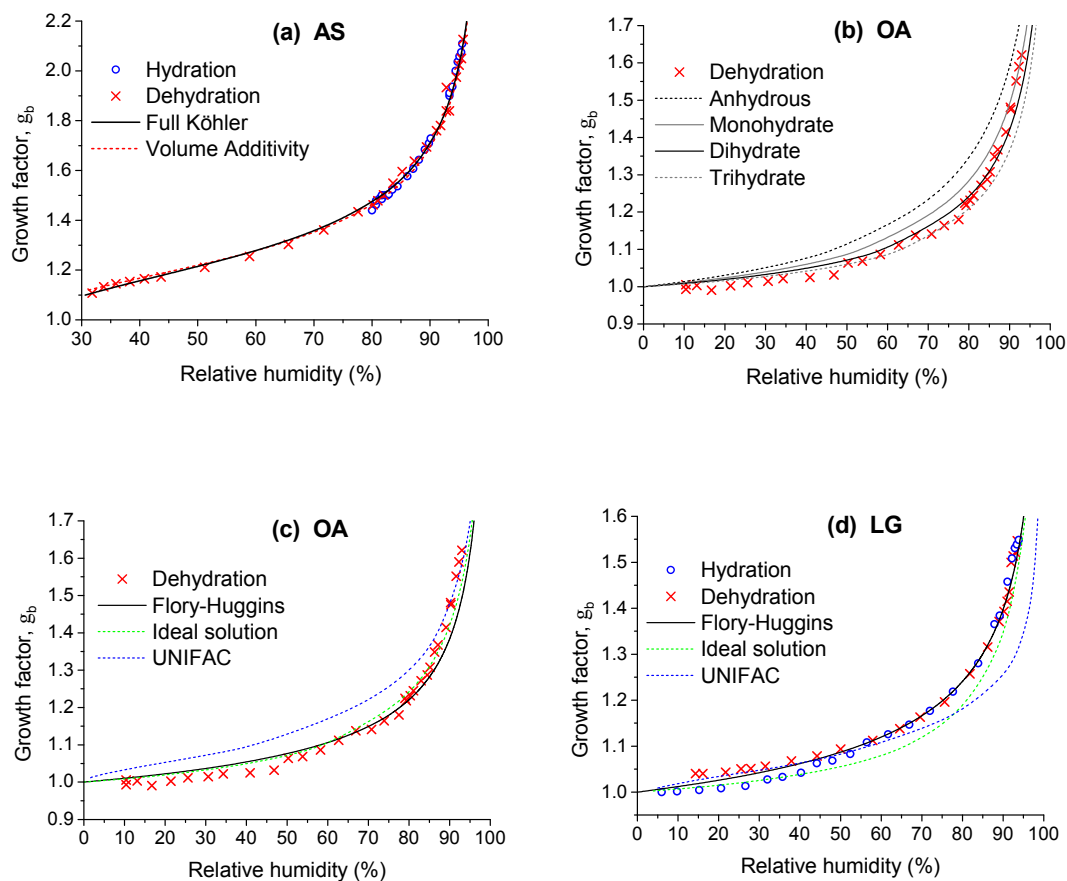 (a) AS
Hydration
Dehydration
Full Köhler
Volume Additivity
Growth factor, gb
2.2
2.0
1.8
1.6
1.4
1.2
1.0
30 40 50 60 70 80 90 100
Relative humidity (%)
(b) OA
Dehydration
Anhydrous
Monohydrate
Dihydrate
Trihydrate
Growth factor, gb
1.7
1.6
1.5
1.4
1.3
1.2
1.1
1.0
0.9
0 10 20 30 40 50 60 70 80 90 100
Relative humidity (%)
(c) OA
Dehydration
Flory-Huggins
Ideal solution
UNIFAC
Growth factor, gb
1.7
1.6
1.5
1.4
1.3
1.2
1.1
1.0
0.9
0 10 20 30 40 50 60 70 80 90 100
Relative humidity (%)
(d) LG
Hydration
Dehydration
Flory-Huggins
Ideal solution
UNIFAC
Growth factor, gb
1.6
1.5
1.4
1.3
1.2
1.1
1.0
0 10 20 30 40 50 60 70 80 90 100
Relative humidity (%)